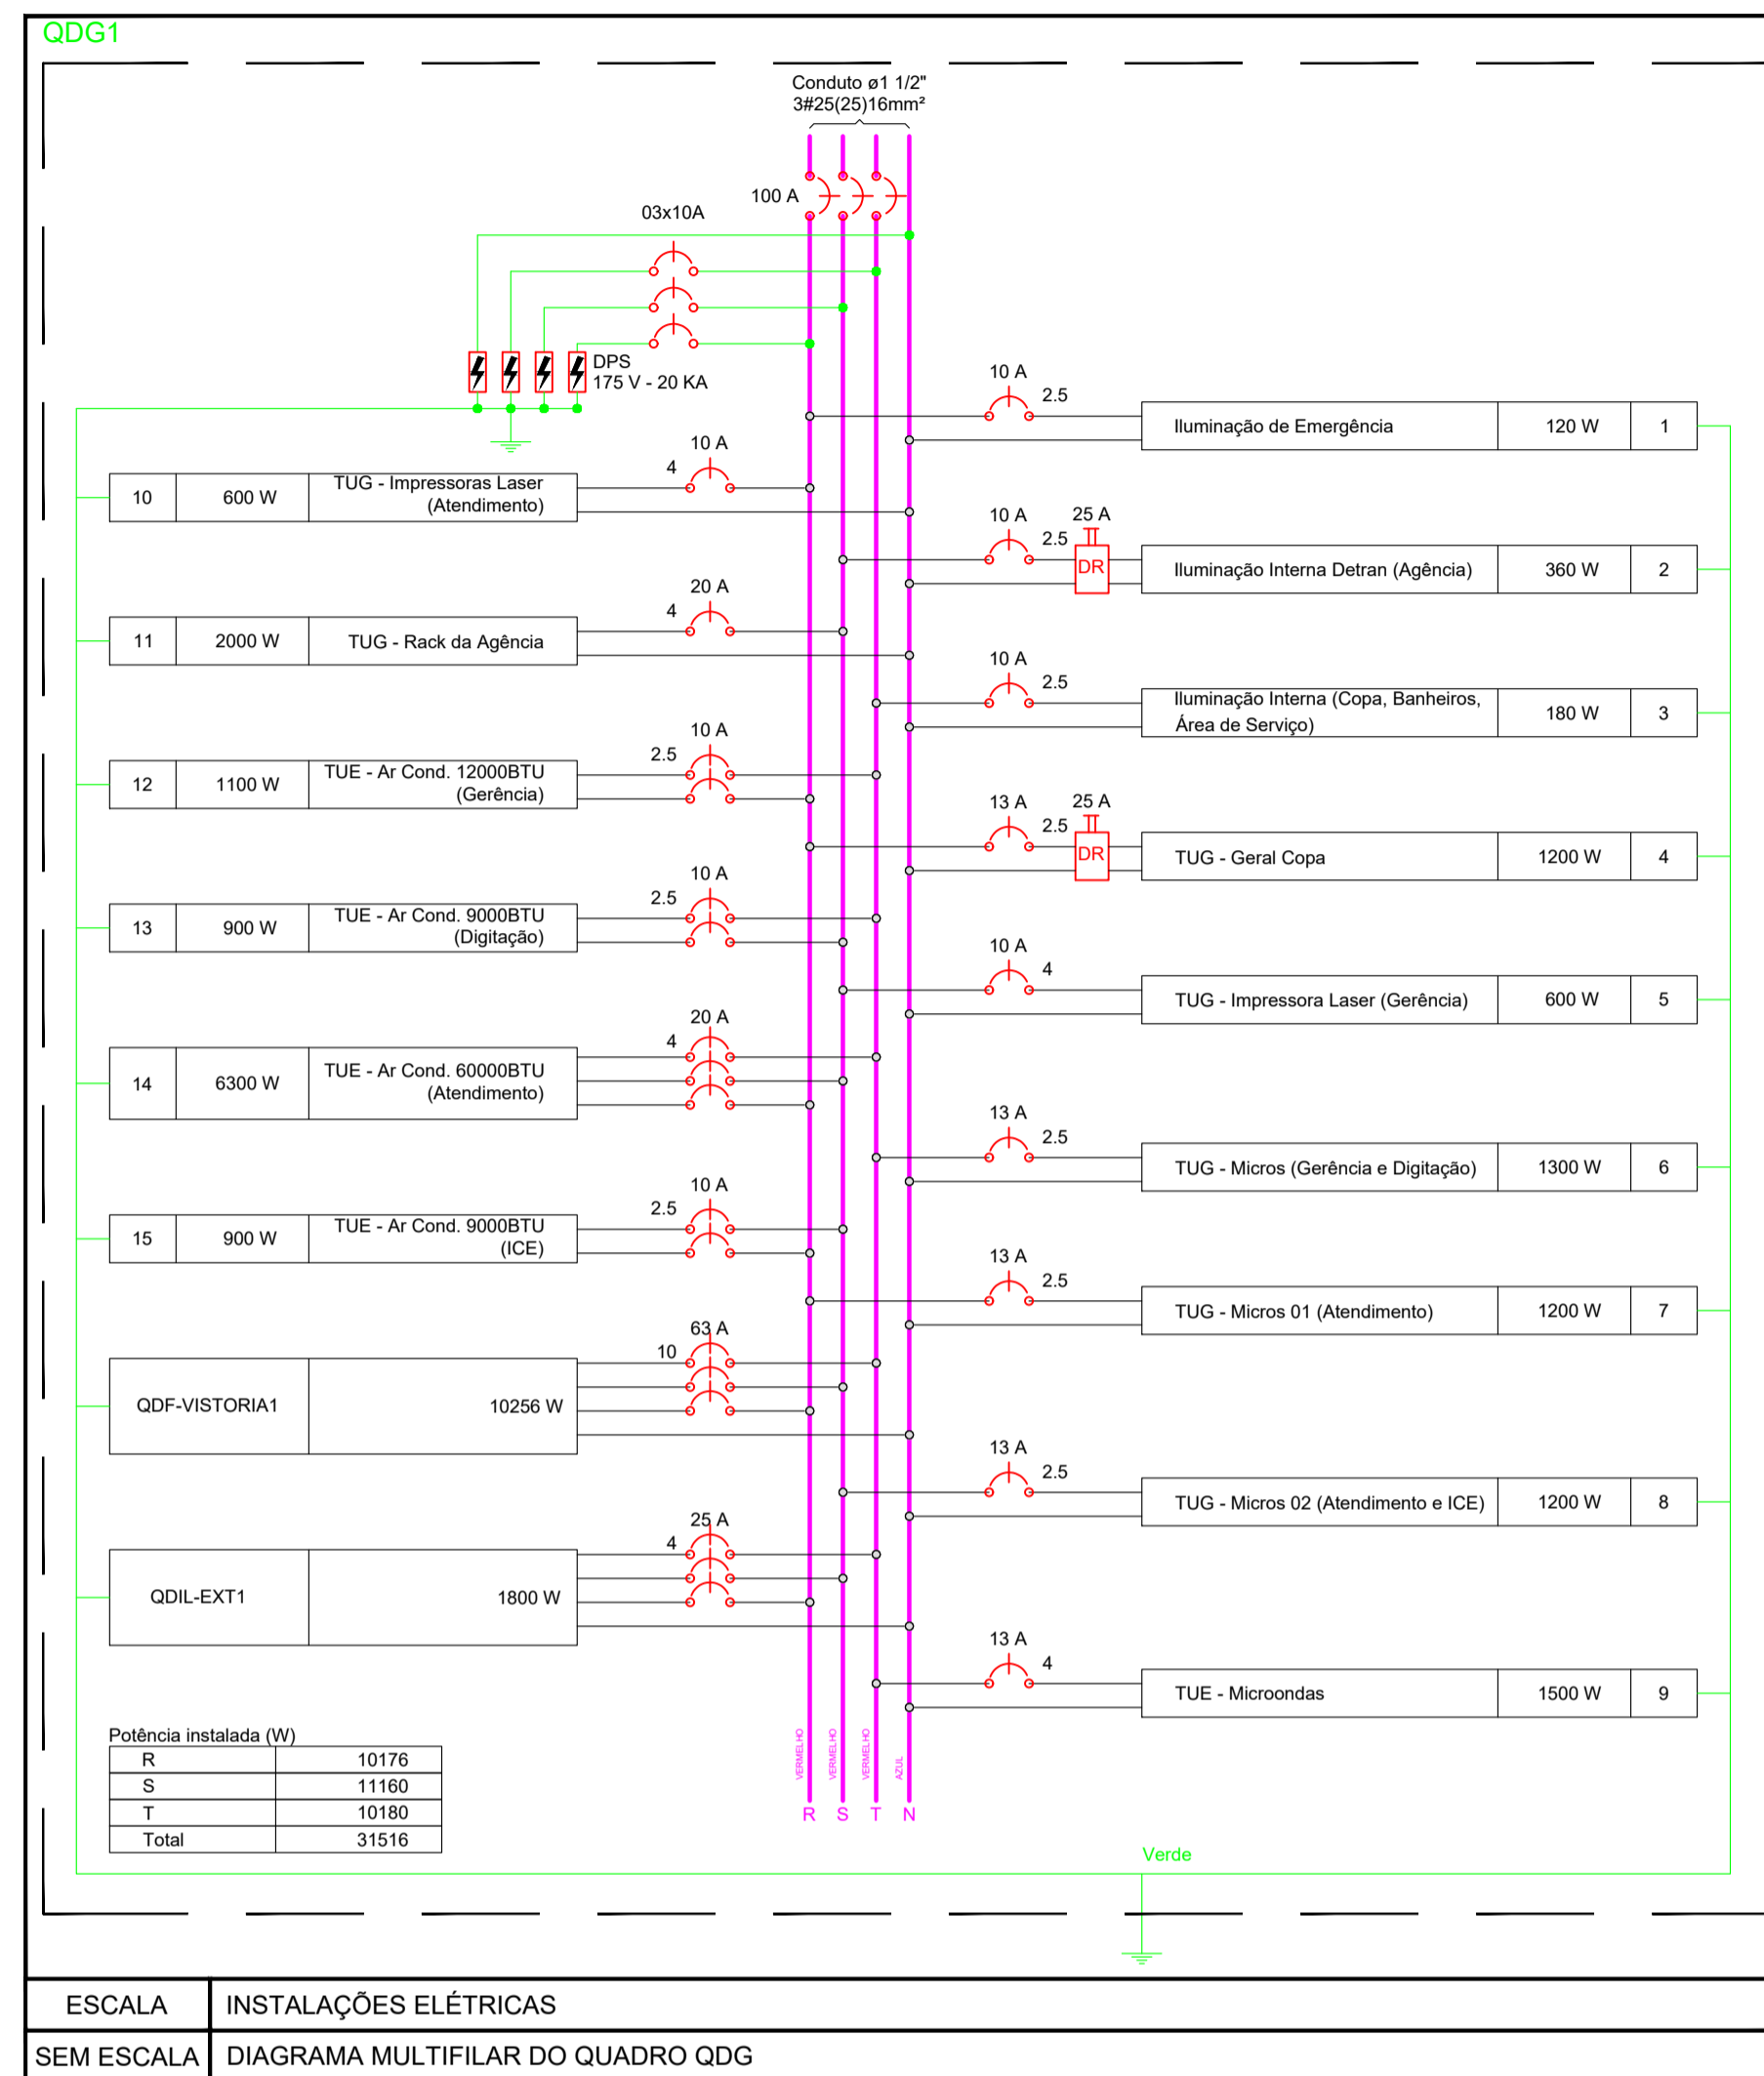 QDG1
Conduto ø1 1/2"
3#25(25)16mm²
100 A
03x10A
DPS
175 V - 20 KA
10 A
2.5
Iluminação de Emergência 120 W 1
10 A
4
10 600 W TUG - Impressoras Laser
(Atendimento)
10 A 25 A
2.5
DR
Iluminação Interna Detran (Agência) 360 W 2
20 A
4
11 2000 W TUG - Rack da Agência
10 A
2.5
Iluminação Interna (Copa, Banheiros,
Área de Serviço) 180 W 3
10 A
2.5
12 1100 W TUE - Ar Cond. 12000BTU
(Gerência)
13 A 25 A
2.5
DR
TUG - Geral Copa 1200 W 4
10 A
2.5
13 900 W TUE - Ar Cond. 9000BTU
(Digitação)
10 A
4
TUG - Impressora Laser (Gerência) 600 W 5
20 A
4
14 6300 W TUE - Ar Cond. 60000BTU
(Atendimento)
13 A
2.5
TUG - Micros (Gerência e Digitação) 1300 W 6
10 A
2.5
15 900 W TUE - Ar Cond. 9000BTU
(ICE)
13 A
2.5
TUG - Micros 01 (Atendimento) 1200 W 7
63 A
10
QDF-VISTORIA1 10256 W
13 A
2.5
TUG - Micros 02 (Atendimento e ICE) 1200 W 8
25 A
4
QDIL-EXT1 1800 W
13 A
4
TUE - Microondas 1500 W 9
Potência instalada (W)
R 10176
S 11160
T 10180
Total 31516
VERMELHO VERMELHO VERMELHO AZUL
R S T N
Verde
ESCALA INSTALAÇÕES ELÉTRICAS
SEM ESCALA DIAGRAMA MULTIFILAR DO QUADRO QDG